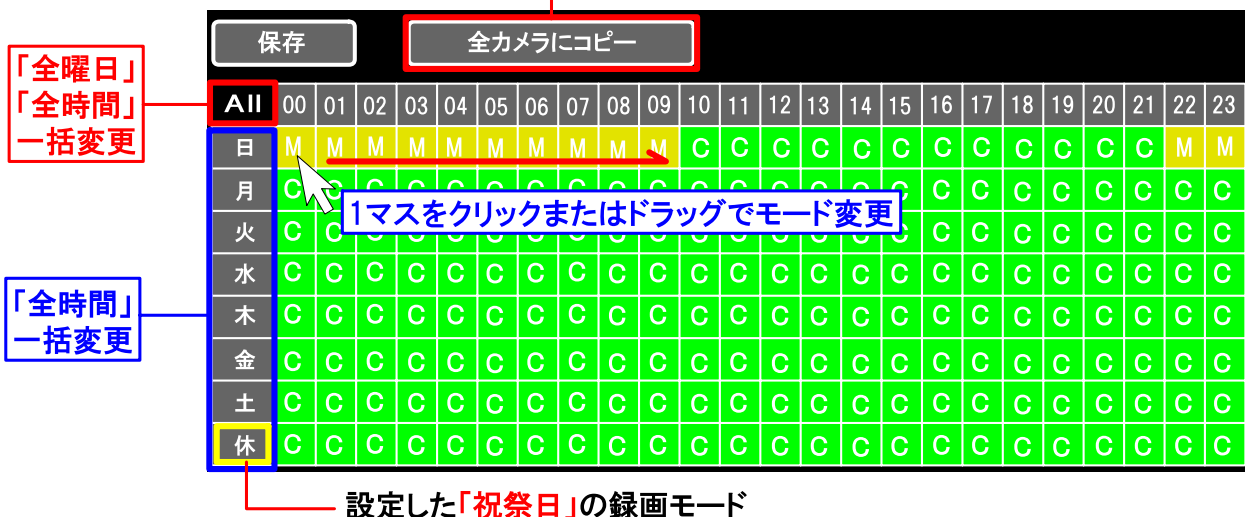 保存 全カメラにコピー
「全曜日」
「全時間」
一括変更
All 00 01 02 03 04 05 06 07 08 09 10 11 12 13 14 15 16 17 18 19 20 21 22 23
日 M M M M M M M M M M C C C C C C C C C C C C M M
月 C C C C C C C C C C C C C C C C C C C C C C C C
1マスをクリックまたはドラッグでモード変更
火 C C C C C C C C C C C C C C C C C C C C C C C C
水 C C C C C C C C C C C C C C C C C C C C C C C C
「全時間」
一括変更
木 C C C C C C C C C C C C C C C C C C C C C C C C
金 C C C C C C C C C C C C C C C C C C C C C C C C
土 C C C C C C C C C C C C C C C C C C C C C C C C
休 C C C C C C C C C C C C C C C C C C C C C C C C
設定した「祝祭日」の録画モード